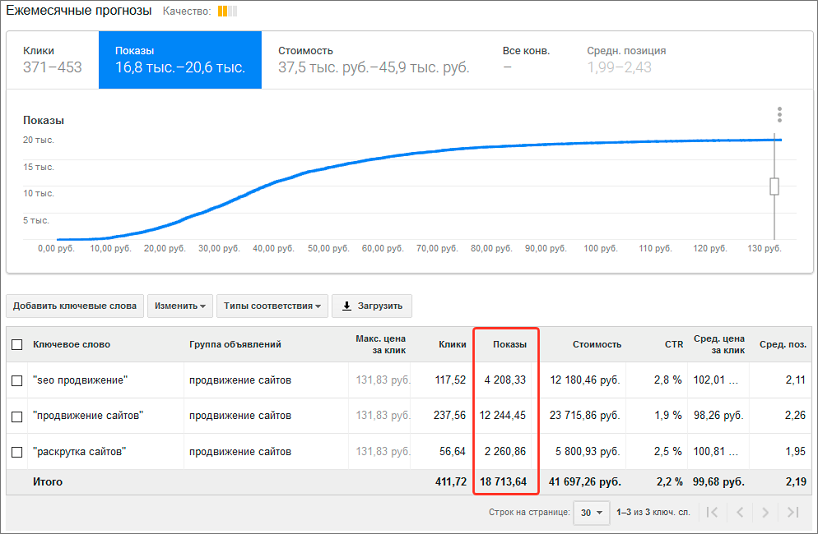 Ежемесячные прогнозы Качество:
Клики Показы Стоимость Все конв. Средн. позиция
371–453 16,8 тыс.–20,6 тыс. 37,5 тыс. руб.–45,9 тыс. руб. – 1,99–2,43
Показы
20 тыс.
15 тыс.
10 тыс.
5 тыс.
0,00 руб. 10,00 руб. 20,00 руб. 30,00 руб. 40,00 руб. 50,00 руб. 60,00 руб. 70,00 руб. 80,00 руб. 90,00 руб. 100 руб. 110 руб. 120 руб. 130 руб.
Добавить ключевые слова Изменить Типы соответствия Загрузить
Ключевое слово Группа объявлений Макс. цена за клик Клики Показы Стоимость CTR Сред. цена за клик Сред. поз.
"seo продвижение" продвижение сайтов 131,83 руб. 117,52 4 208,33 12 180,46 руб. 2,8 % 102,01 ... 2,11
"продвижение сайтов" продвижение сайтов 131,83 руб. 237,56 12 244,45 23 715,86 руб. 1,9 % 98,26 руб. 2,26
"раскрутка сайтов" продвижение сайтов 131,83 руб. 56,64 2 260,86 5 800,93 руб. 2,5 % 100,81 ... 1,95
Итого 411,72 18 713,64 41 697,26 руб. 2,2 % 99,68 руб. 2,19
Строк на странице: 30 1–3 из 3 ключ. сл.